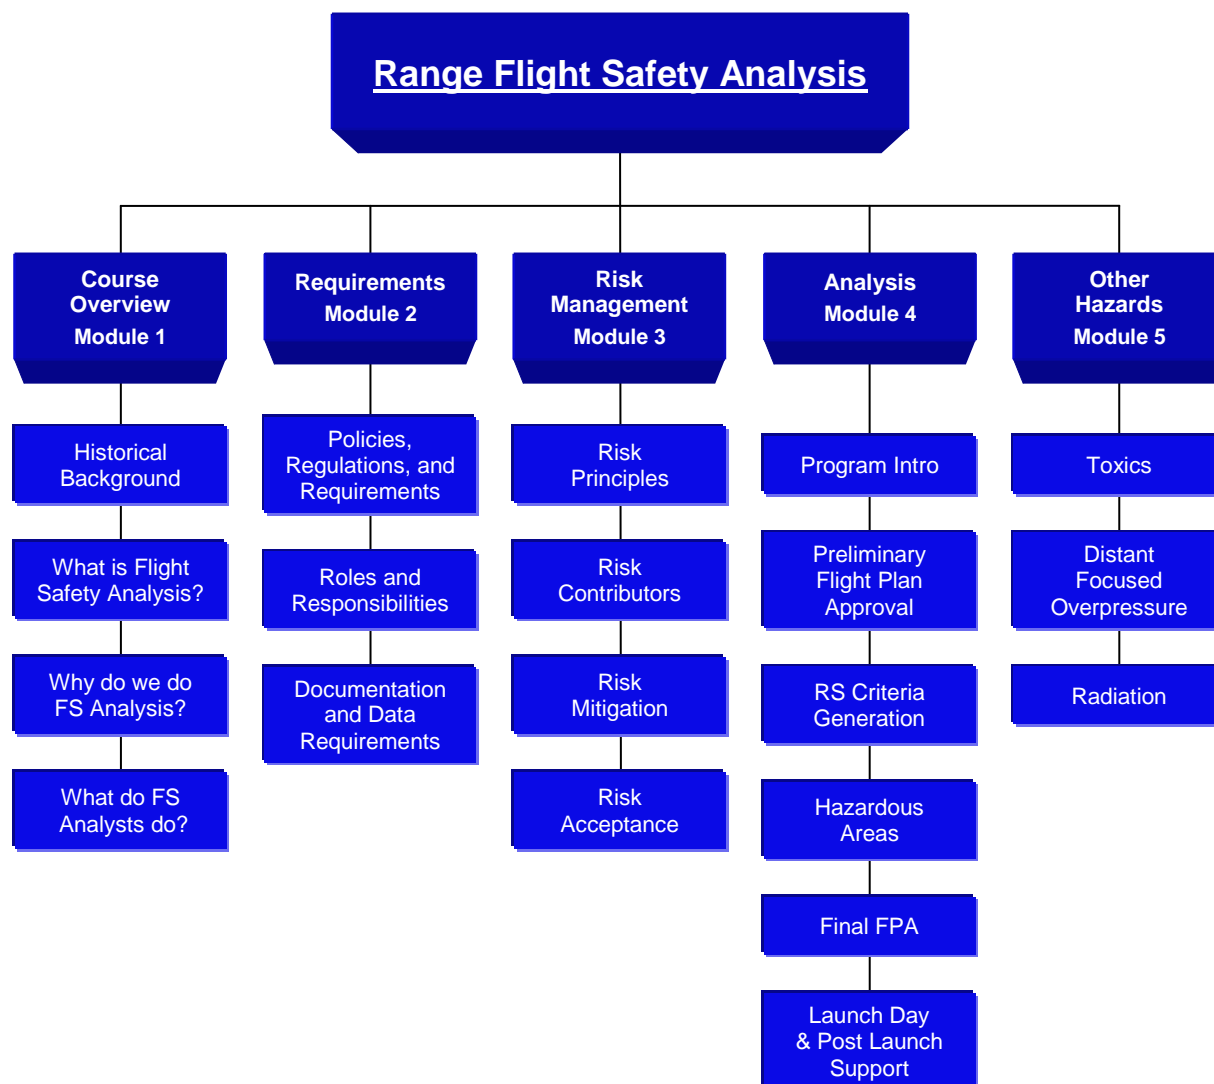 Range Flight Safety Analysis
Course
Overview
Module 1
Historical
Background
What is Flight
Safety Analysis?
Why do we do
FS Analysis?
What do FS
Analysts do?
Requirements
Module 2
Policies,
Regulations, and
Requirements
Roles and
Responsibilities
Documentation
and Data
Requirements
Risk
Management
Module 3
Risk
Principles
Risk
Contributors
Risk
Mitigation
Risk
Acceptance
Analysis
Module 4
Program Intro
Preliminary
Flight Plan
Approval
RS Criteria
Generation
Hazardous
Areas
Final FPA
Launch Day
& Post Launch
Support
Other
Hazards
Module 5
Toxics
Distant
Focused
Overpressure
Radiation